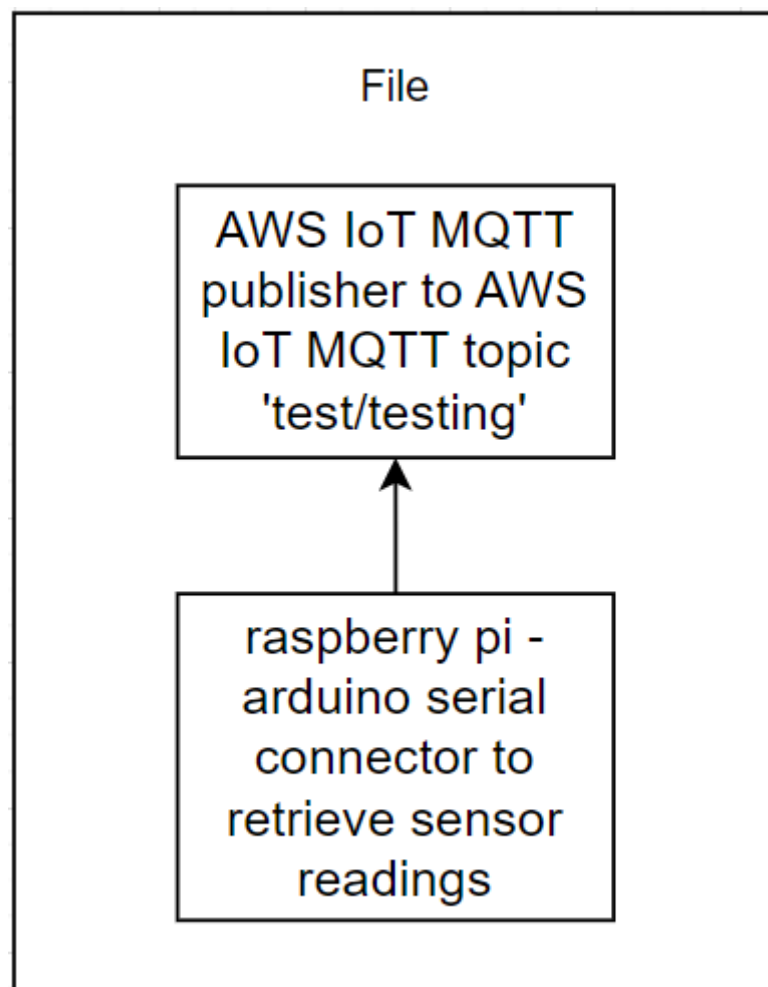 File
AWS IoT MQTT
publisher to AWS
IoT MQTT topic
'test/testing'
raspberry pi -
arduino serial
connector to
retrieve sensor
readings